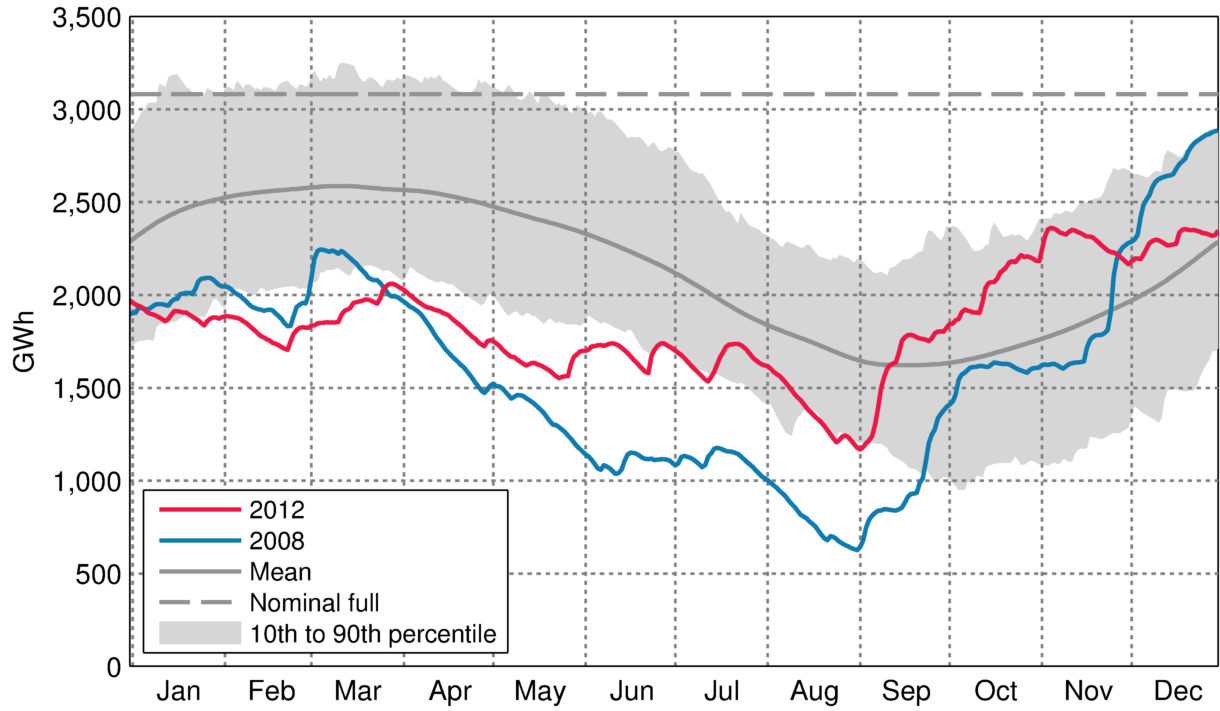 3,500
3,000
2,500
2,000
1,500
1,000
500
0
GWh
2012
2008
Mean
Nominal full
10th to 90th percentile
Jan Feb Mar Apr May Jun Jul Aug Sep Oct Nov Dec